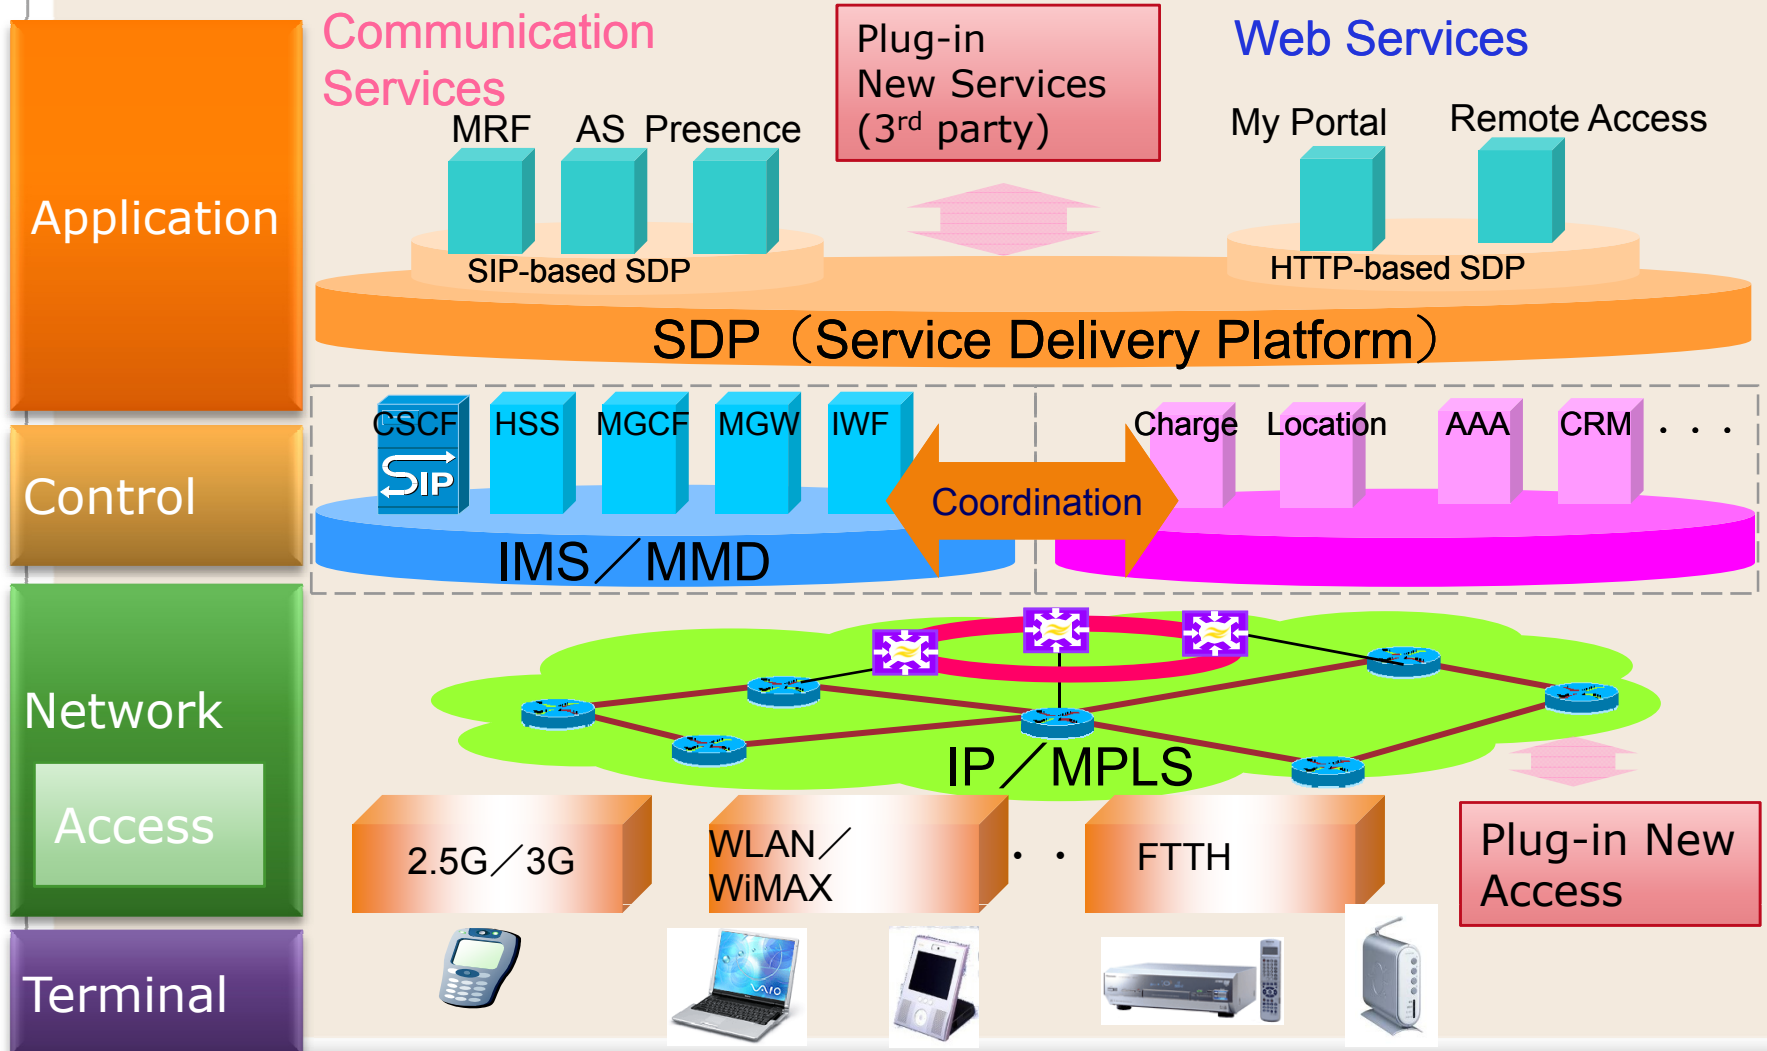 Communication
Services
Plug-in
New Services
(3rd party)
Web Services
MRF
AS
Presence
My Portal
Remote Access
Application
SIP-based SDP
HTTP-based SDP
SDP（Service Delivery Platform）
CSCF
HSS
MGCF
MGW
IWF
Charge
Location
AAA
CRM
・・・
SIP
Control
Coordination
IMS／MMD
Network
IP／MPLS
Access
2.5G／3G
WLAN／
WiMAX
・・
FTTH
Plug-in New
Access
Terminal
VAIO